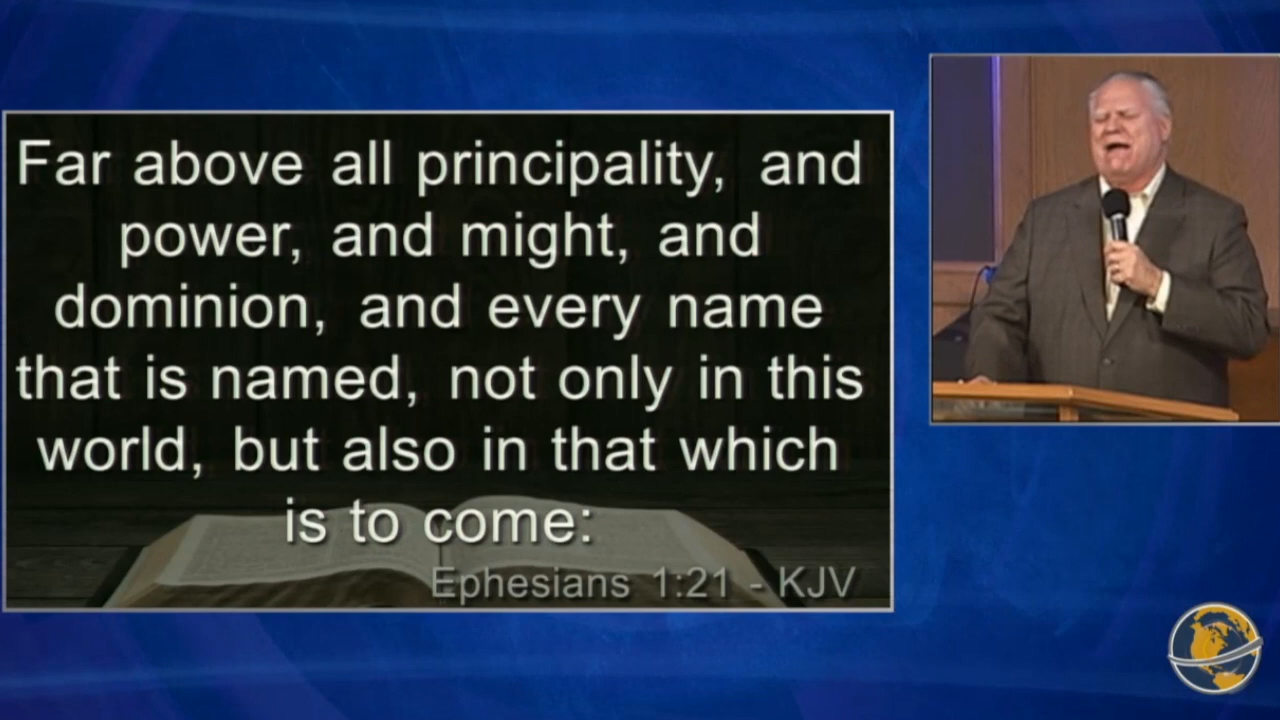 Far above all principality, and
power, and might, and
dominion, and every name
that is named, not only in this
world, but also in that which
is to come:
Ephesians 1:21 - KJV